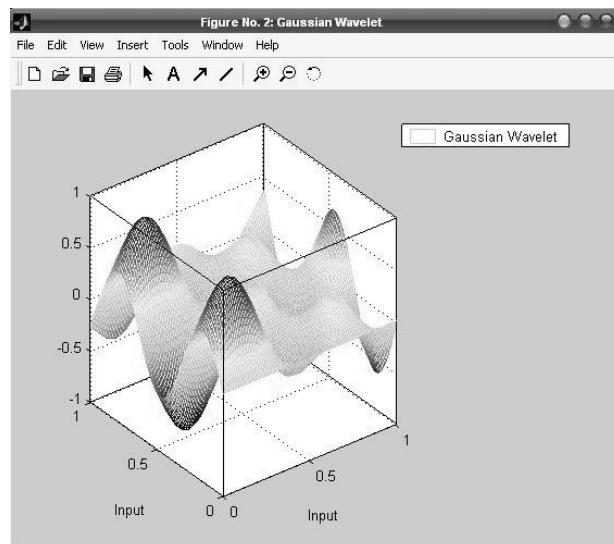 Figure No. 2: Gaussian Wavelet
File Edit View Insert Tools Window Help
A
Gaussian Wavelet
1
0.5
0
-0.5
-1
1
0.5
0
0
0.5
1
Input
Input